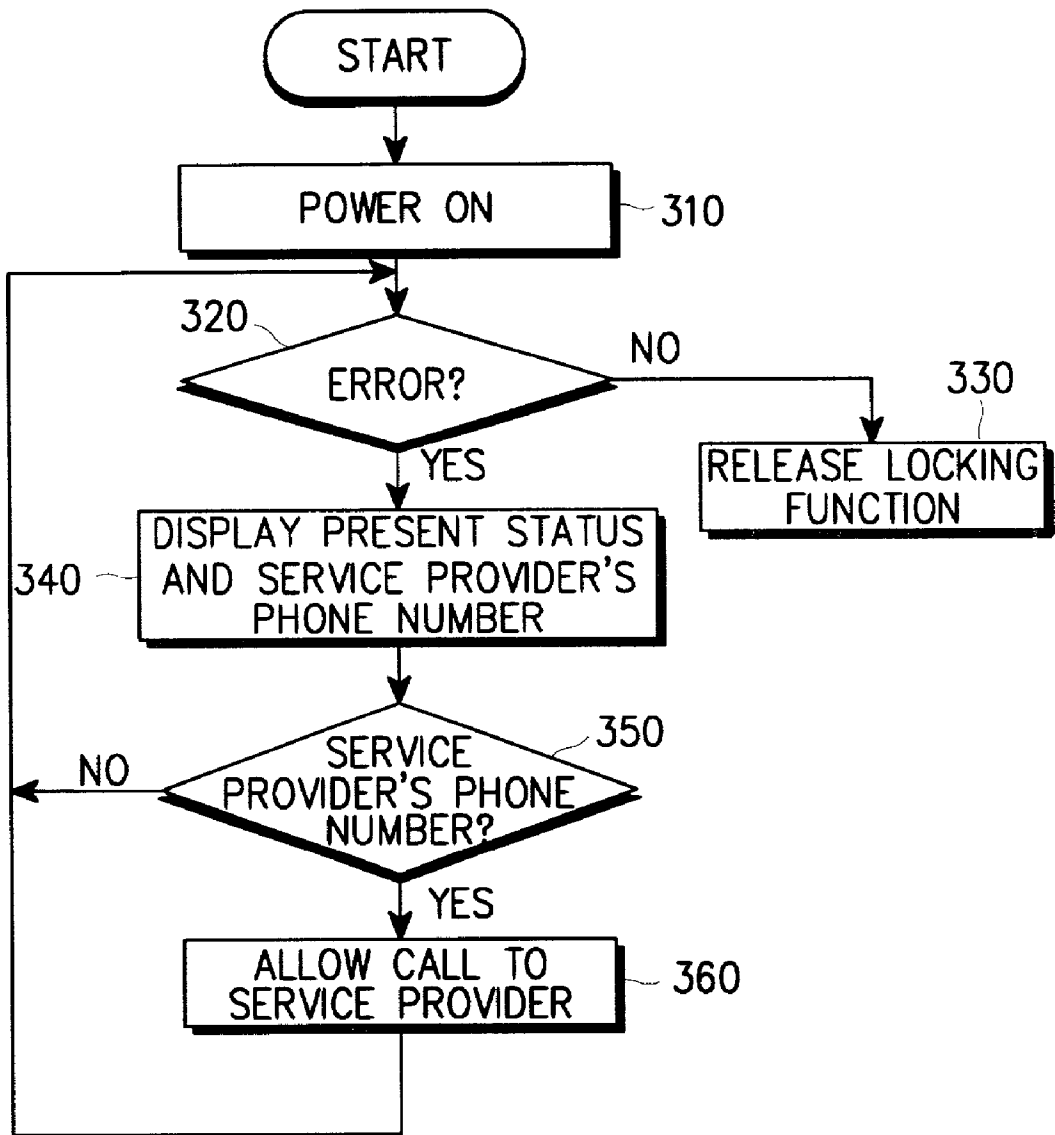 START
POWER ON
310
320
ERROR?
NO
330
YES
RELEASE LOCKING
FUNCTION
DISPLAY PRESENT STATUS
AND SERVICE PROVIDER'S
PHONE NUMBER
340
350
SERVICE
PROVIDER'S PHONE
NUMBER?
NO
YES
ALLOW CALL TO
SERVICE PROVIDER
360